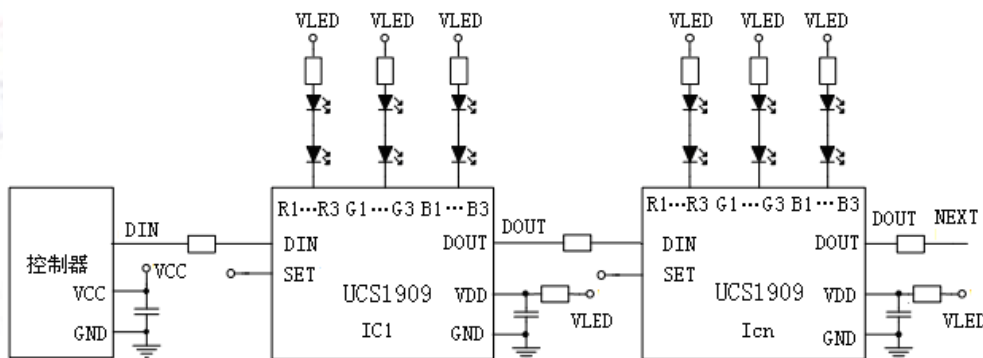 VLED VLED VLED VLED VLED VLED
R1…R3 G1…G3 B1…B3 R1…R3 G1…G3 B1…B3
DIN DIN DOUT DOUT DIN DOUT DOUT NEXT
控制器 VCC SET SET
VCC UCS1909 VDD UCS1909 VDD
VLED VLED
GND IC1 GND Icn GND